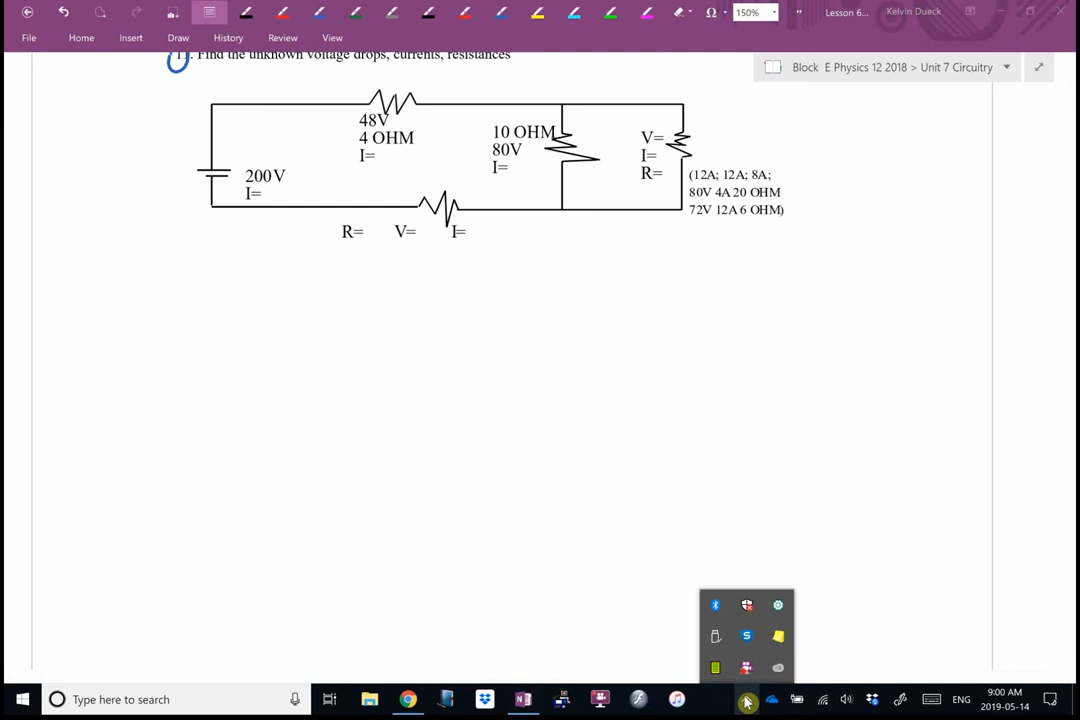 150%
Lesson 6...
Kelvin Dueck
File
Home
Insert
Draw
History
Review
View
1. Find the unknown voltage drops, currents, resistances
Block E Physics 12 2018 > Unit 7 Circuitry
48V
4 OHM
I=
10 OHM
80V
I=
V=
I=
R=
200V
I=
(12A; 12A; 8A;
80V 4A 20 OHM
72V 12A 6 OHM)
R= V= I=
Type here to search
ENG
9:00 AM
2019-05-14